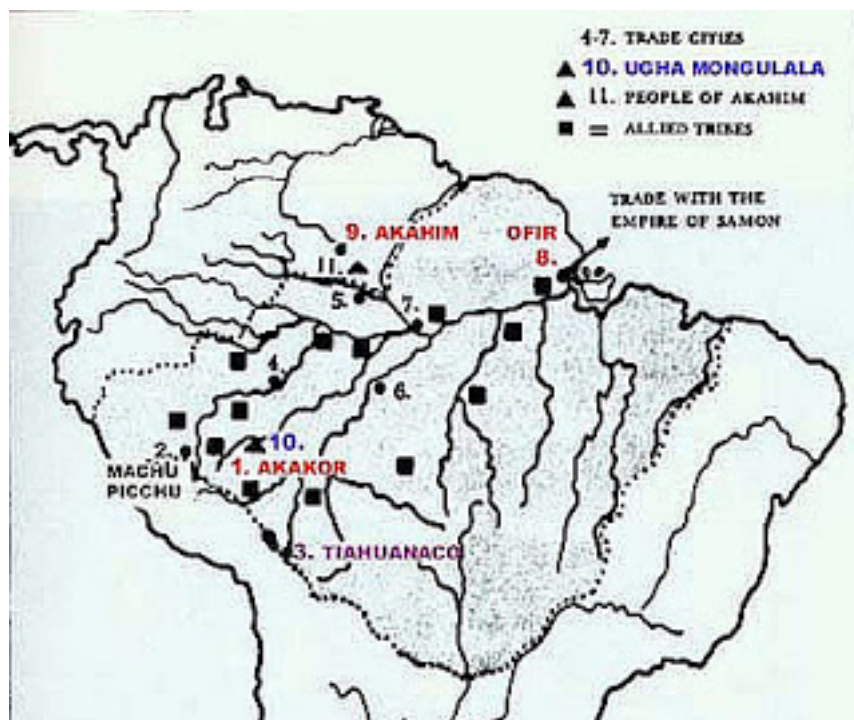 4-7. TRADE CITIES
10. UGHA MONGULALA
11. PEOPLE OF AKAHIM
= ALLIED TRIBES
TRADE WITH THE
EMPIRE OF SAMON
9. AKAHIM
OFIR
8.
11.
5.
7.
4.
6.
2.
10.
MACHU
PICCHU
1. AKAKOR
3. TIAHUANACO